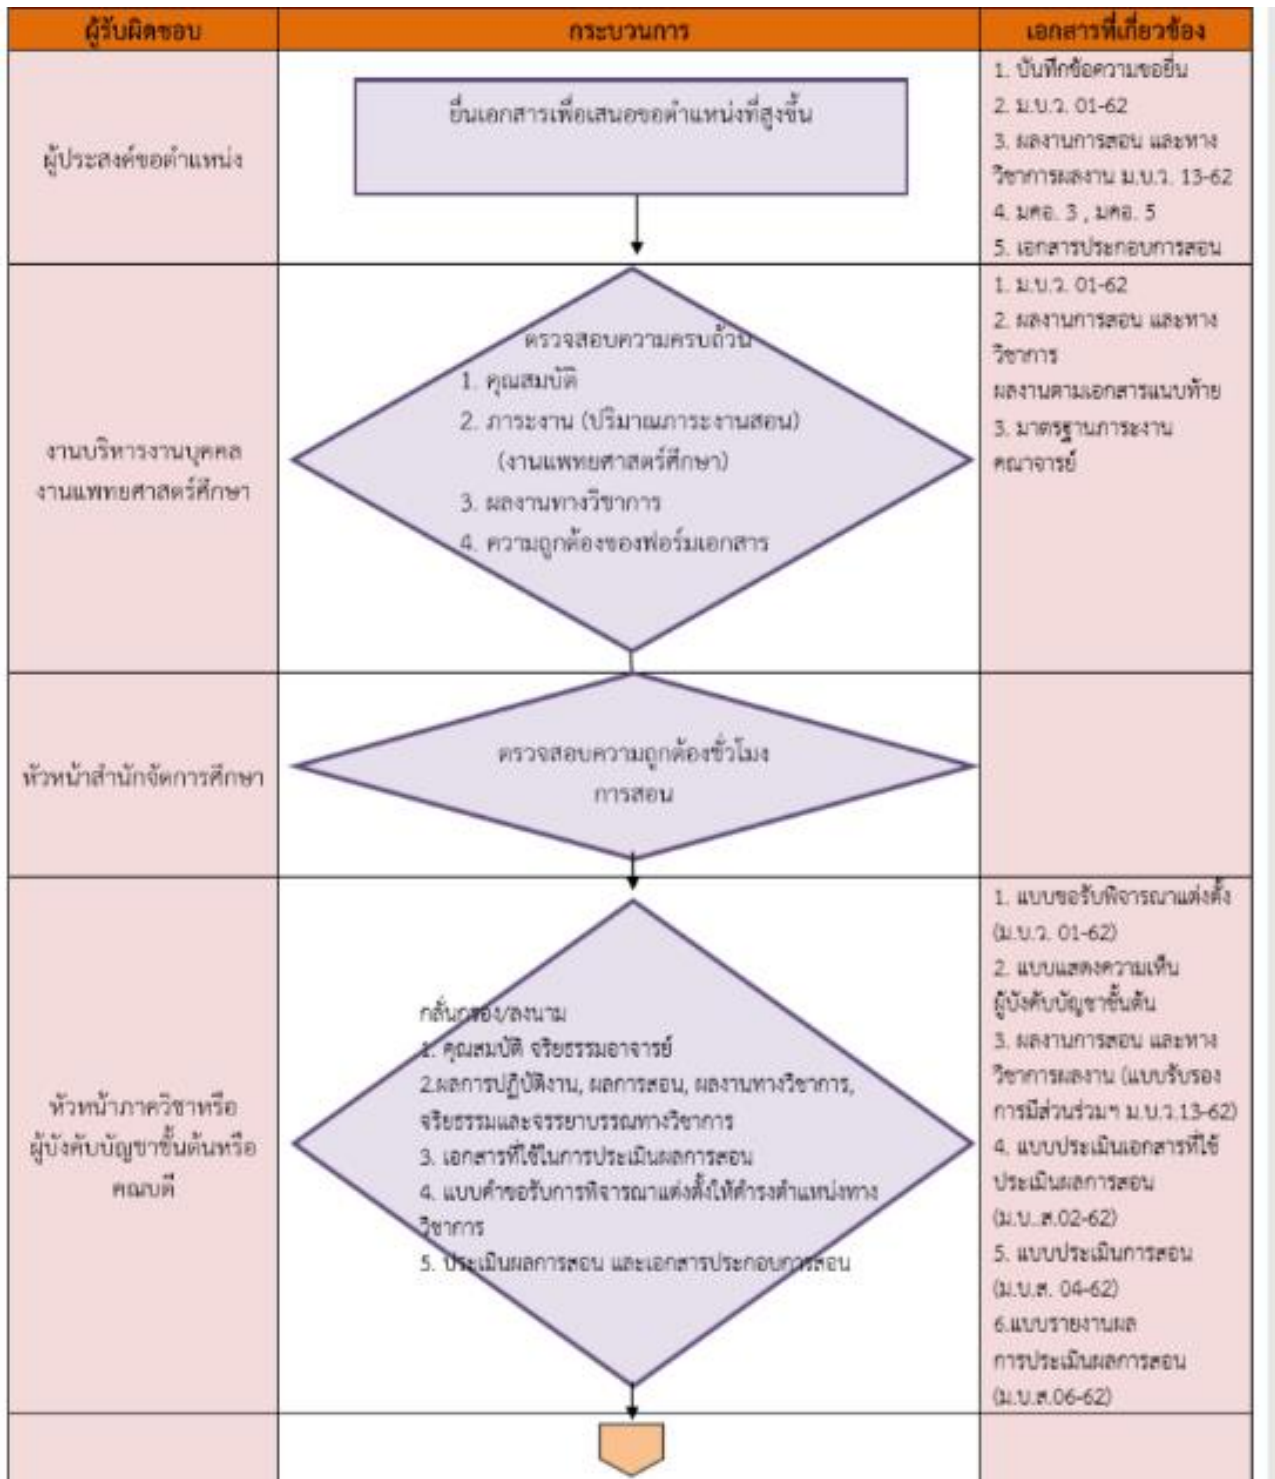 ผู้รับผิดชอบ
กระบวนการ
เอกสารที่เกี่ยวข้อง
ผู้ประสงค์ขอตำแหน่ง
ยื่นเอกสารเพื่อเสนอขอตำแหน่งที่สูงขึ้น
1. บันทึกข้อความขอยื่น
2. ม.บ.ว. 01-62
3. ผลงานการสอน และทาง
วิชาการผลงาน ม.บ.ว. 13-62
4. มคอ. 3 , มคอ. 5
5. เอกสารประกอบการสอน
งานบริหารงานบุคคล
งานแพทยศาสตร์ศึกษา
ตรวจสอบความครบถ้วน
1. คุณสมบัติ
2. ภาระงาน (ปริมาณภาระงานสอน)
(งานแพทยศาสตร์ศึกษา)
3. ผลงานทางวิชาการ
4. ความถูกต้องของฟอร์มเอกสาร
1. ม.บ.ว. 01-62
2. ผลงานการสอน และทาง
วิชาการ
ผลงานตามเอกสารแนบท้าย
3. มาตรฐานภาระงาน
คณาจารย์
หัวหน้าสำนักจัดการศึกษา
ตรวจสอบความถูกต้องชั่วโมง
การสอน
หัวหน้าภาควิชาหรือ
ผู้บังคับบัญชาชั้นต้นหรือ
คณบดี
กลั่นกรอง/ลงนาม
1. คุณสมบัติ จริยธรรมอาจารย์
2.ผลการปฏิบัติงาน, ผลการสอน, ผลงานทางวิชาการ,
จริยธรรมและจรรยาบรรณทางวิชาการ
3. เอกสารที่ใช้ในการประเมินผลการสอน
4. แบบคำขอรับการพิจารณาแต่งตั้งให้ดำรงตำแหน่งทาง
วิชาการ
5. ประเมินผลการสอน และเอกสารประกอบการสอน
1. แบบขอรับพิจารณาแต่งตั้ง
(ม.บ.ว. 01-62)
2. แบบแสดงความเห็น
ผู้บังคับบัญชาชั้นต้น
3. ผลงานการสอน และทาง
วิชาการผลงาน (แบบรับรอง
การมีส่วนร่วมฯ ม.บ.ว.13-62)
4. แบบประเมินเอกสารที่ใช้
ประเมินผลการสอน
(ม.บ..ส.02-62)
5. แบบประเมินการสอน
(ม.บ.ส. 04-62)
6.แบบรายงานผล
การประเมินผลการสอน
(ม.บ.ส.06-62)